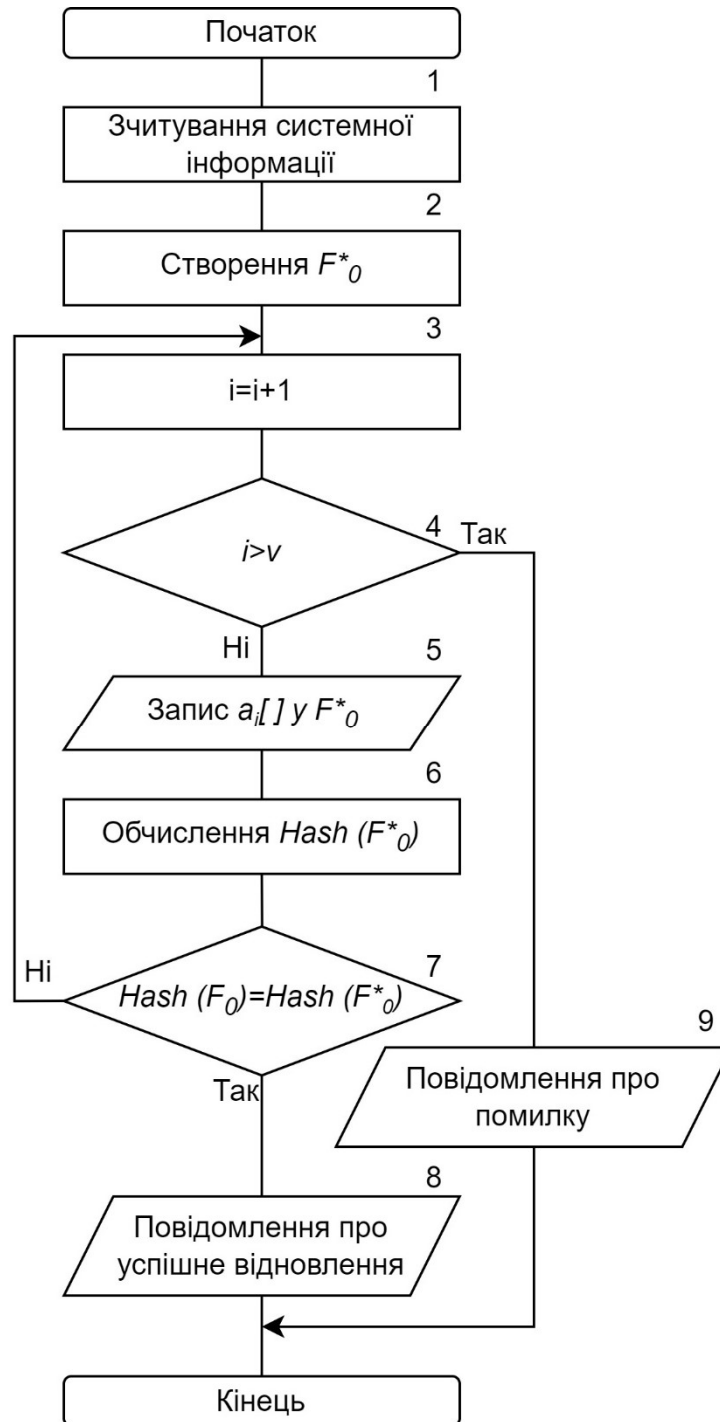 Початок
1
Зчитування системної
інформації
2
Створення F*0
3
i=i+1
4
Так
i>v
Ні
5
Запис ai[ ] у F*0
6
Обчислення Hash (F*0)
7
Ні
Hash (F0)=Hash (F*0)
Так
9
Повідомлення про
помилку
8
Повідомлення про
успішне відновлення
Кінець